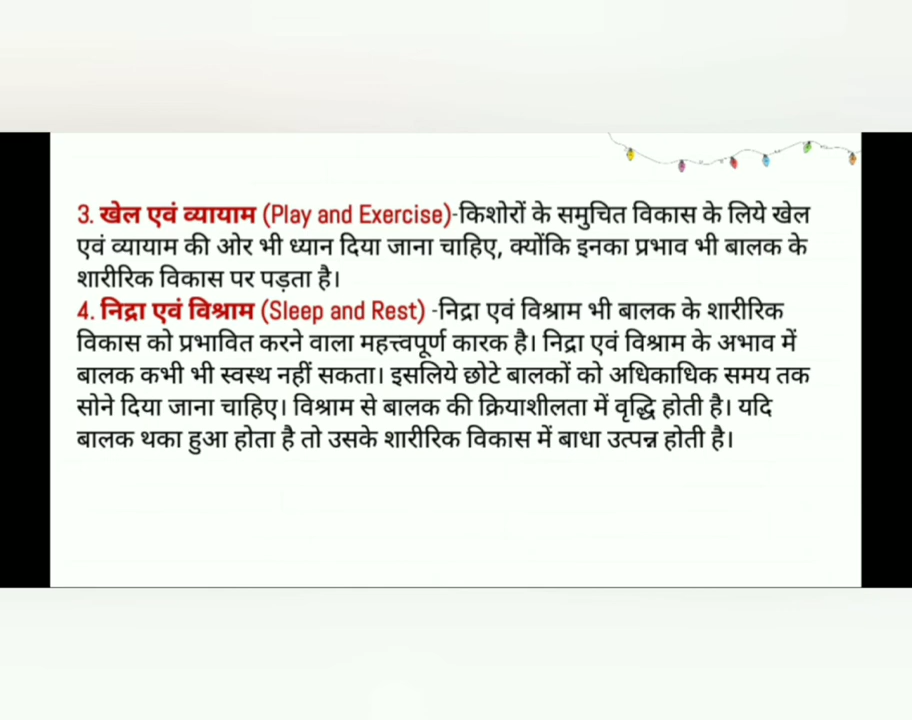 3. खेल एवं व्यायाम (Play and Exercise)-किशोरों के समुचित विकास के लिये खेल
एवं व्यायाम की ओर भी ध्यान दिया जाना चाहिए, क्योंकि इनका प्रभाव भी बालक के
शारीरिक विकास पर पड़ता है।
4. निद्रा एवं विश्राम (Sleep and Rest) -निद्रा एवं विश्राम भी बालक के शारीरिक
विकास को प्रभावित करने वाला महत्त्वपूर्ण कारक है। निद्रा एवं विश्राम के अभाव में
बालक कभी भी स्वस्थ नहीं सकता। इसलिये छोटे बालकों को अधिकाधिक समय तक
सोने दिया जाना चाहिए। विश्राम से बालक की क्रियाशीलता में वृद्धि होती है। यदि
बालक थका हुआ होता है तो उसके शारीरिक विकास में बाधा उत्पन्न होती है।